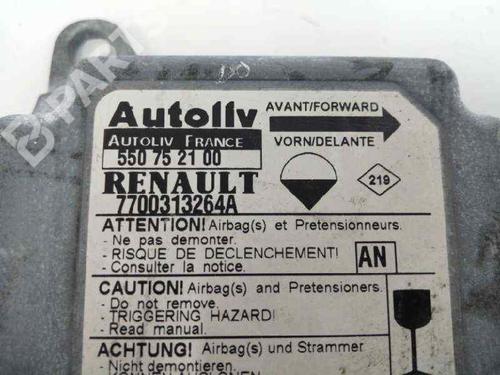 B-PARTS
Autoliv
AUTOLIV FRANCE
550 75 21 00
RENAULT
7700313264A
AVANT/FORWARD
VORN/DELANTE
219
ATTENTION! Airbag(s) et Pretensionneurs.
- Ne pas demonter.
- RISQUE DE DECLENCHEMENT!
- Consulter la notice.
AN
CAUTION! Airbag(s) and Pretensioners.
- Do not remove.
- TRIGGERING HAZARD!
- Read manual.
ACHTUNG! Airbag(s) und Strammer
- Nicht demontieren.